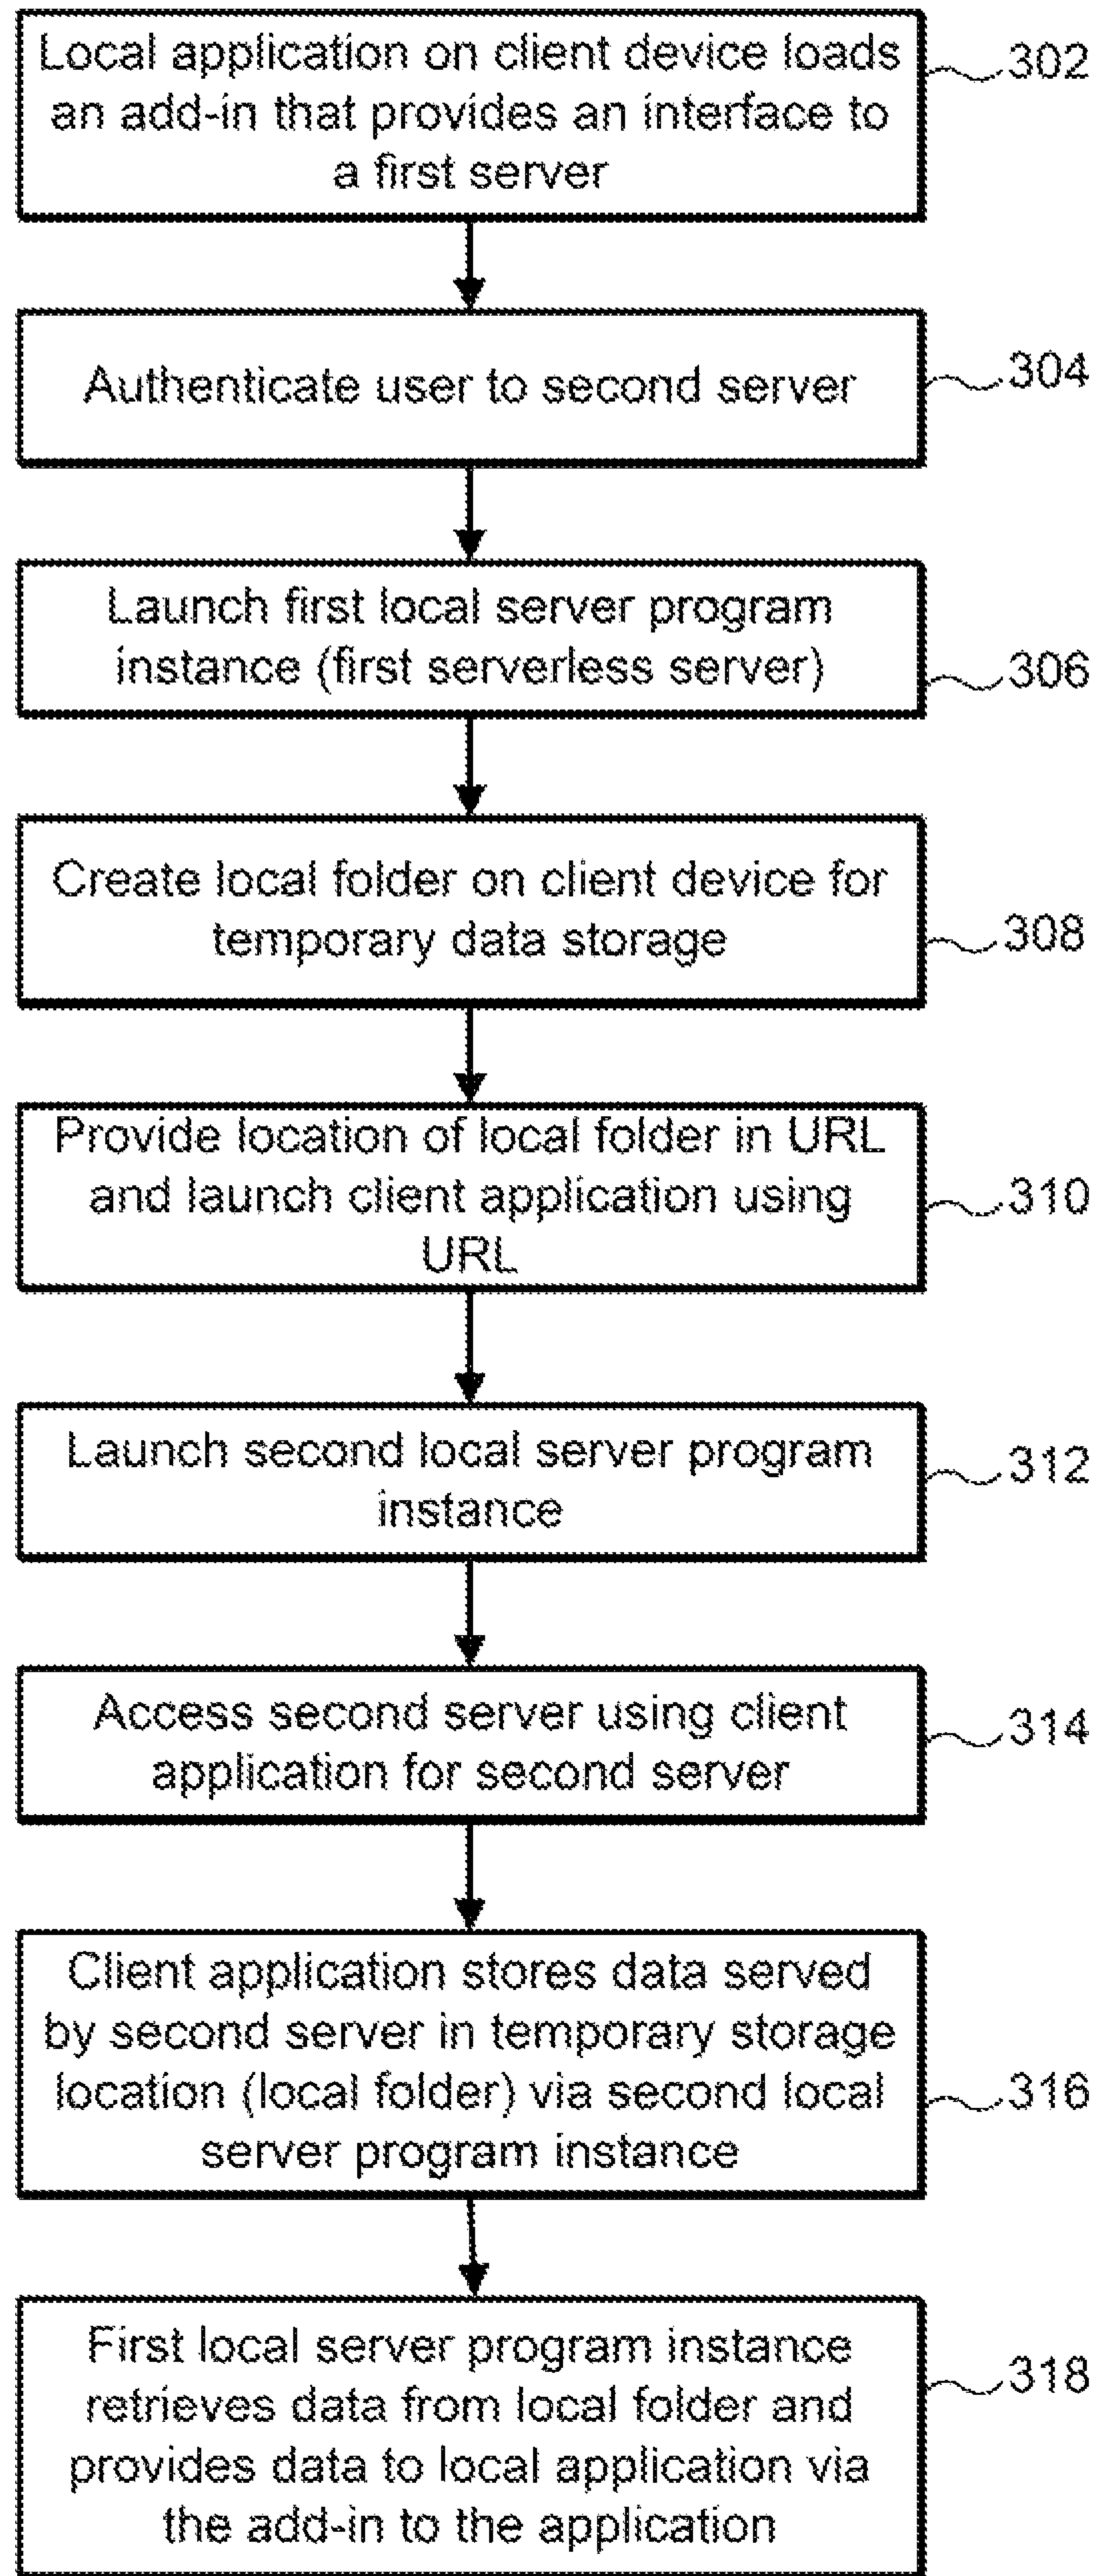 Local application on client device loads
an add-in that provides an interface to
a first server
302
Authenticate user to second server
304
Launch first local server program
instance (first serverless server)
306
Create local folder on client device for
temporary data storage
308
Provide location of local folder in URL
and launch client application using
URL
310
Launch second local server program
instance
312
Access second server using client
application for second server
314
Client application stores data served
by second server in temporary storage
location (local folder) via second local
server program instance
316
First local server program instance
retrieves data from local folder and
provides data to local application via
the add-in to the application
318